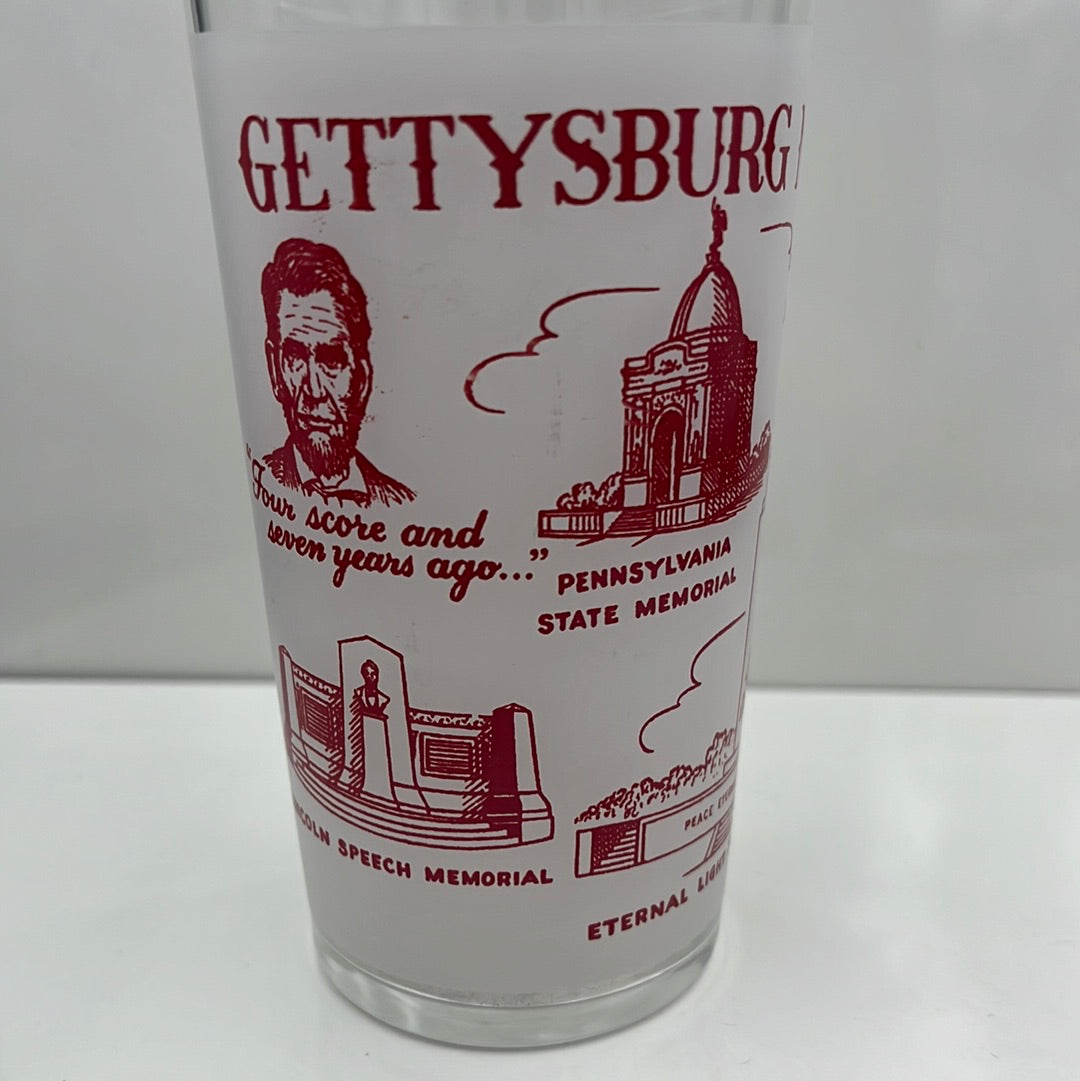 GETTYSBURG
"Four score and
seven years ago..."
PENNSYLVANIA
STATE MEMORIAL
SPEECH MEMORIAL
PEACE
ETERNAL